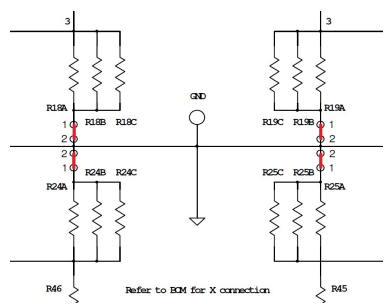 3 3
R18A R18B R18C GND R19C R19B R19A
1 1
2 2
2 2
1 1
R24A R24B R24C R25C R25B R25A
R46 Refer to BOM for X connection R45